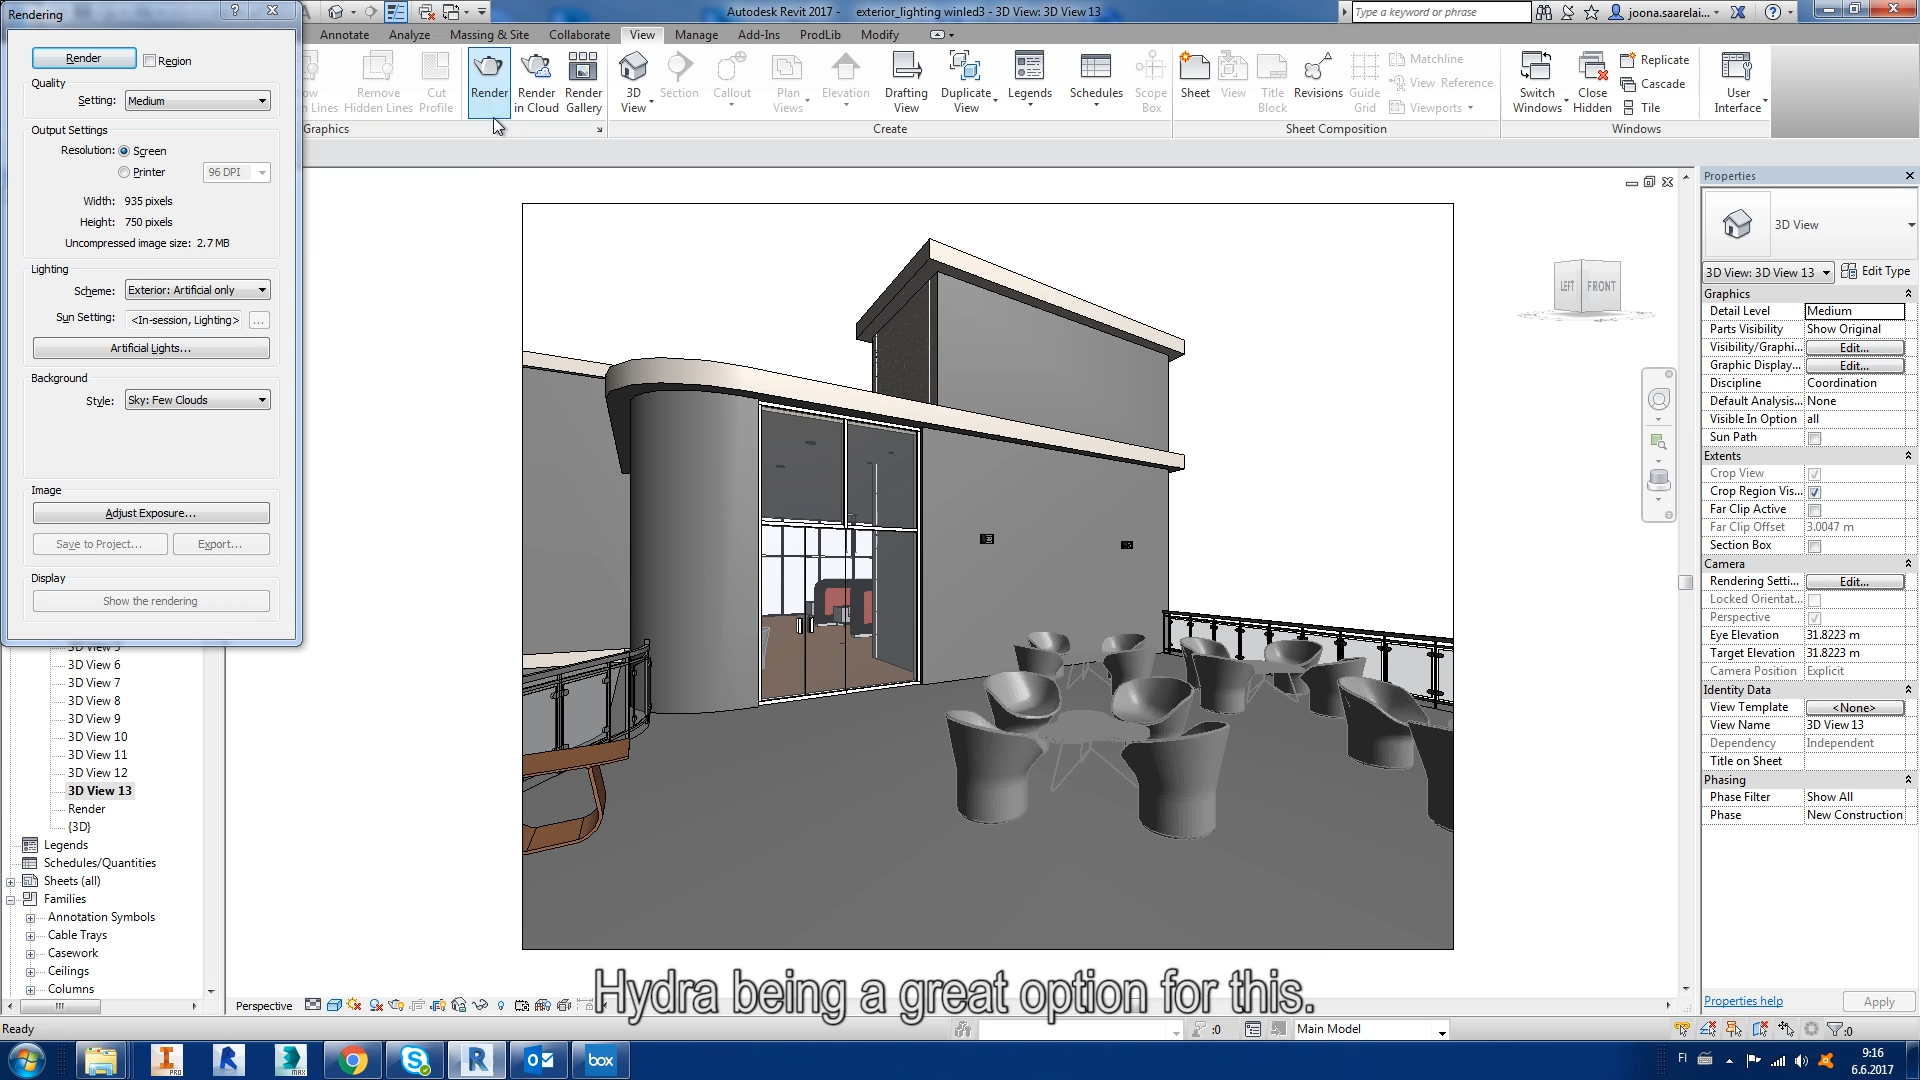 Rendering
Autodesk Revit 2017 - exterior_lighting winled3 - 3D View: 3D View 13
Type a keyword or phrase
joona.saarelai...
Annotate Analyze Massing & Site Collaborate View Manage Add-Ins ProdLib Modify
Render
Region
Quality
Setting: Medium
Output Settings
Resolution: Screen
Printer 96 DPI
Width: 935 pixels
Height: 750 pixels
Uncompressed image size: 2.7 MB
Lighting
Scheme: Exterior: Artificial only
Sun Setting: <In-session, Lighting> ...
Artificial Lights...
Background
Style: Sky: Few Clouds
Image
Adjust Exposure...
Save to Project... Export...
Display
Show the rendering
Lines
Remove Hidden Lines
Cut Profile
Render
Render in Cloud
Render Gallery
3D View
Section
Callout
Plan Views
Elevation
Drafting View
Duplicate View
Legends
Schedules
Scope Box
Sheet
View
Title Block
Revisions
Guide Grid
Matchline
View Reference
Viewports
Switch Windows
Close Hidden
Replicate
Cascade
Tile
User Interface
Graphics Create Sheet Composition Windows
LEFT FRONT
3D View 6
3D View 7
3D View 8
3D View 9
3D View 10
3D View 11
3D View 12
3D View 13
Render
{3D}
Legends
Schedules/Quantities
Sheets (all)
Families
Annotation Symbols
Cable Trays
Casework
Ceilings
Columns
Properties
3D View
3D View: 3D View 13 Edit Type
Graphics
Detail Level Medium
Parts Visibility Show Original
Visibility/Graphi... Edit...
Graphic Display... Edit...
Discipline Coordination
Default Analysis... None
Visible In Option all
Sun Path
Extents
Crop View
Crop Region Vis...
Far Clip Active
Far Clip Offset 3.0047 m
Section Box
Camera
Rendering Setti... Edit...
Locked Orientat...
Perspective
Eye Elevation 31.8223 m
Target Elevation 31.8223 m
Camera Position Explicit
Identity Data
View Template <None>
View Name 3D View 13
Dependency Independent
Title on Sheet
Phasing
Phase Filter Show All
Phase New Construction
Properties help Apply
Perspective
Hydra being a great option for this.
Ready
:0
Main Model
:0
PRO
MAX
box
FI
9:16
6.6.2017